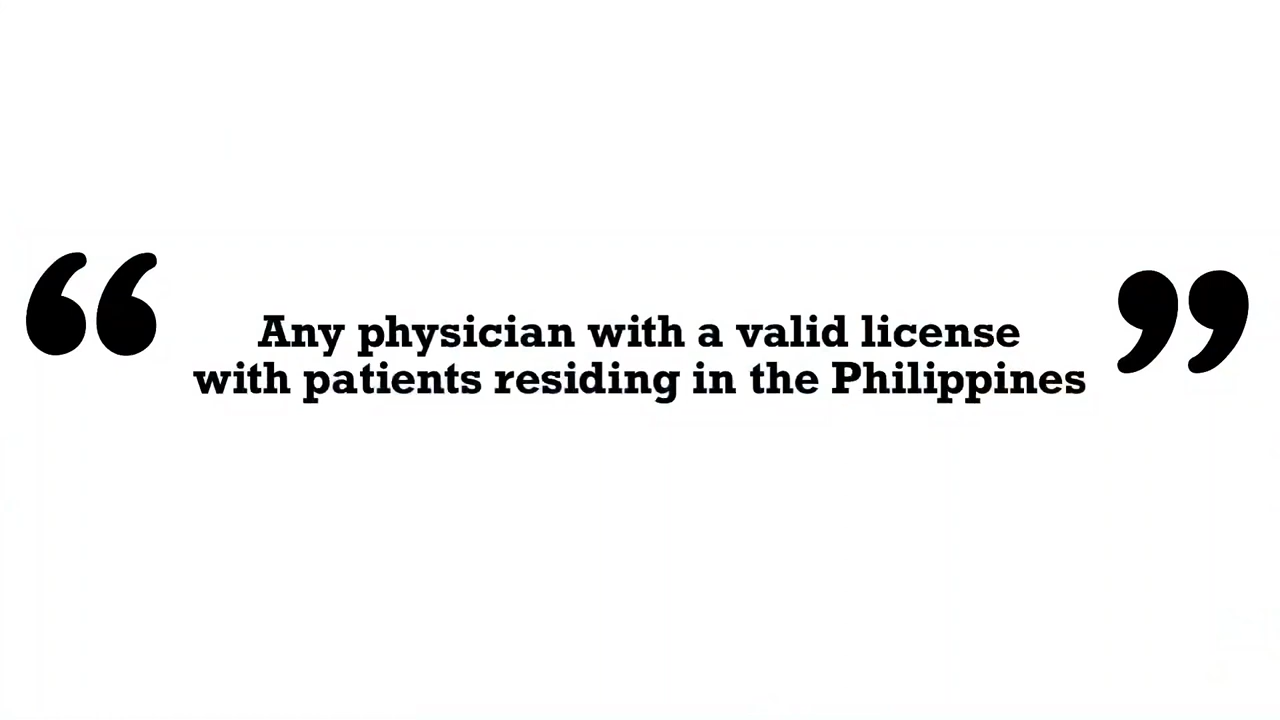 “Any physician with a valid license
with patients residing in the Philippines”